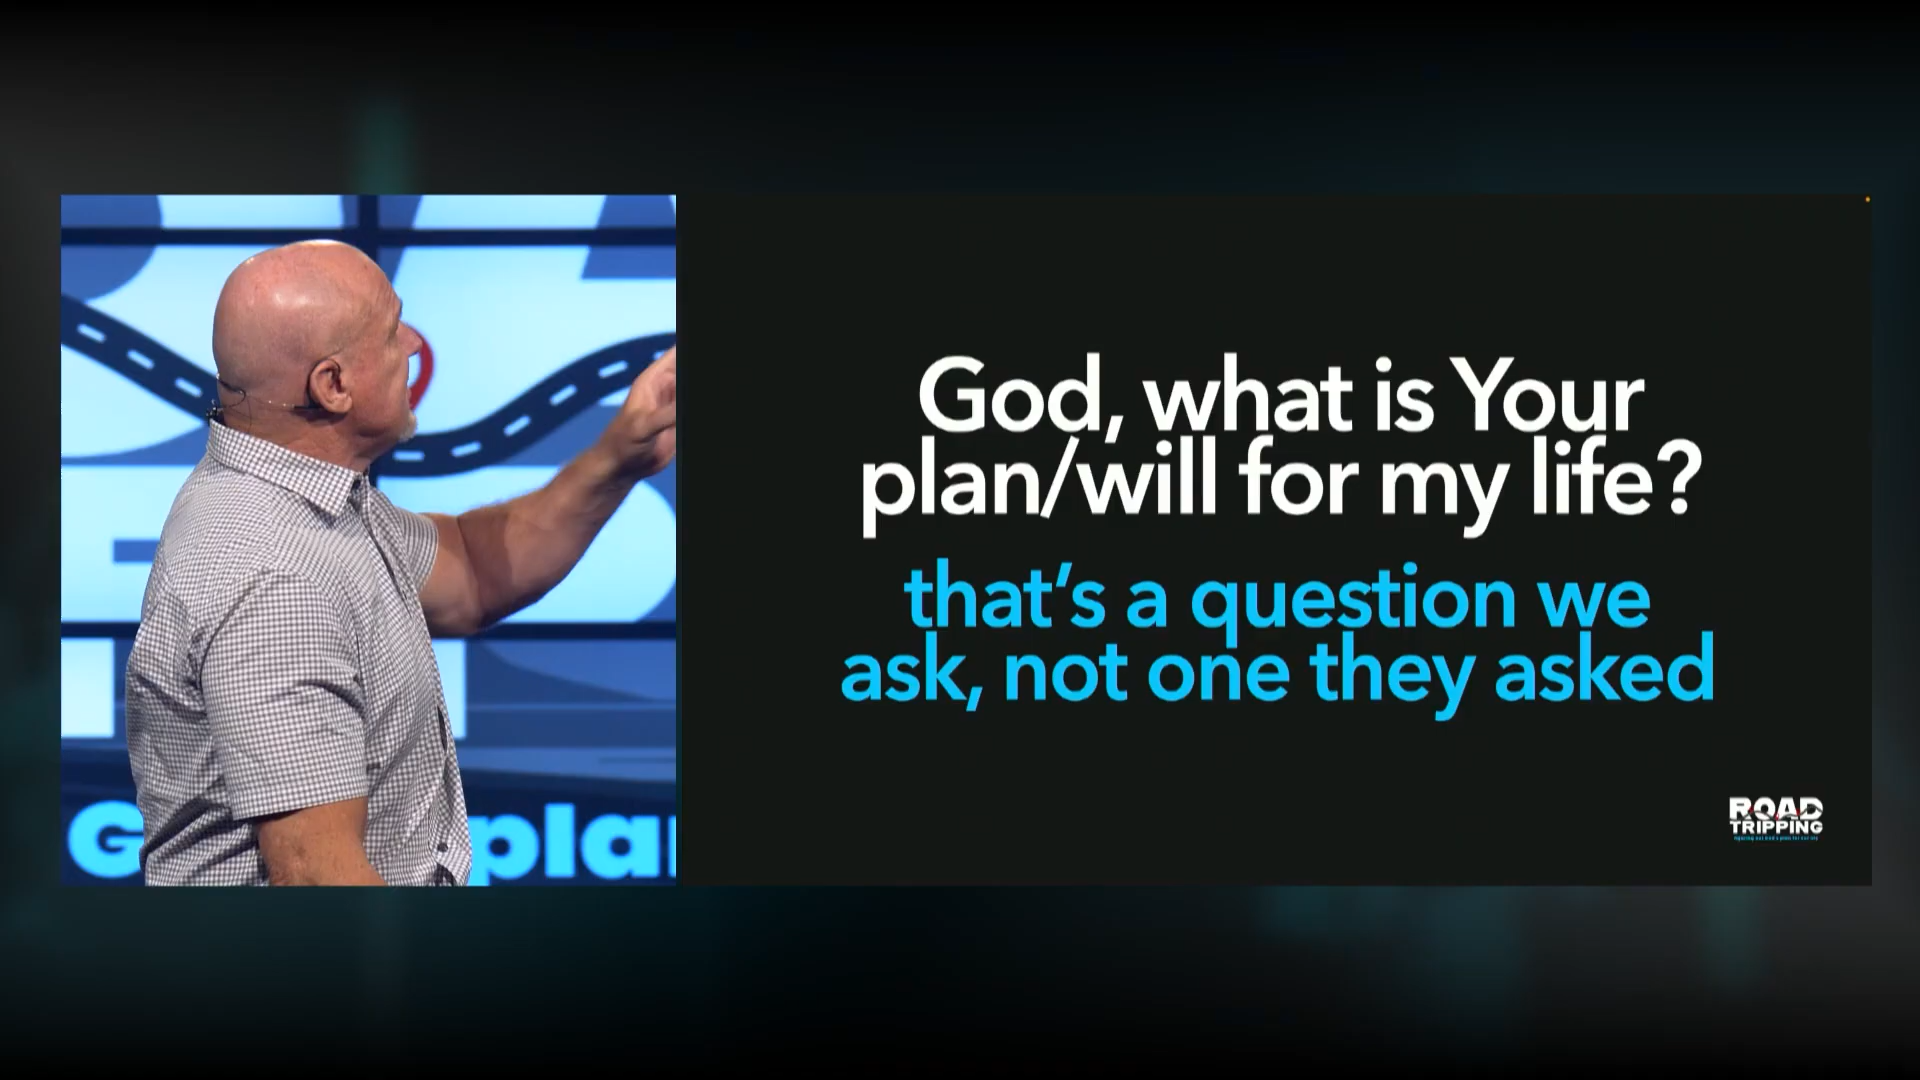 God, what is Your
plan/will for my life?
that's a question we
ask, not one they asked
ROAD
TRIPPING